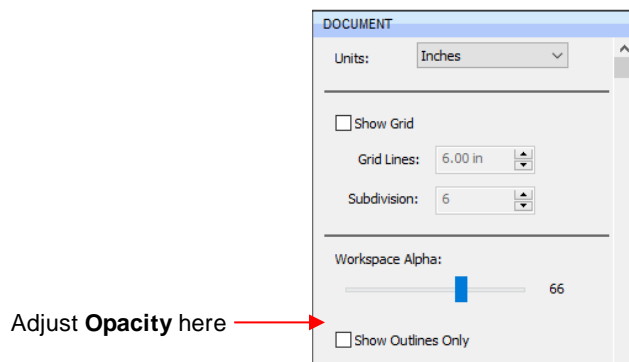 DOCUMENT
Units: Inches
Show Grid
Grid Lines: 6.00 in
Subdivision: 6
Workspace Alpha:
66
Adjust Opacity here
Show Outlines Only